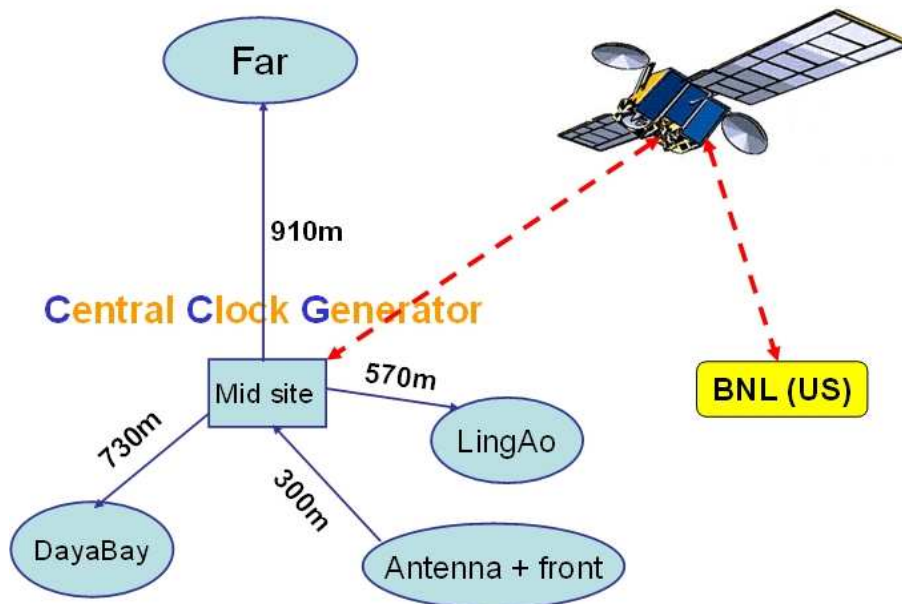 Far
910m
Central Clock Generator
Mid site
570m
BNL (US)
730m
LingAo
300m
DayaBay
Antenna + front